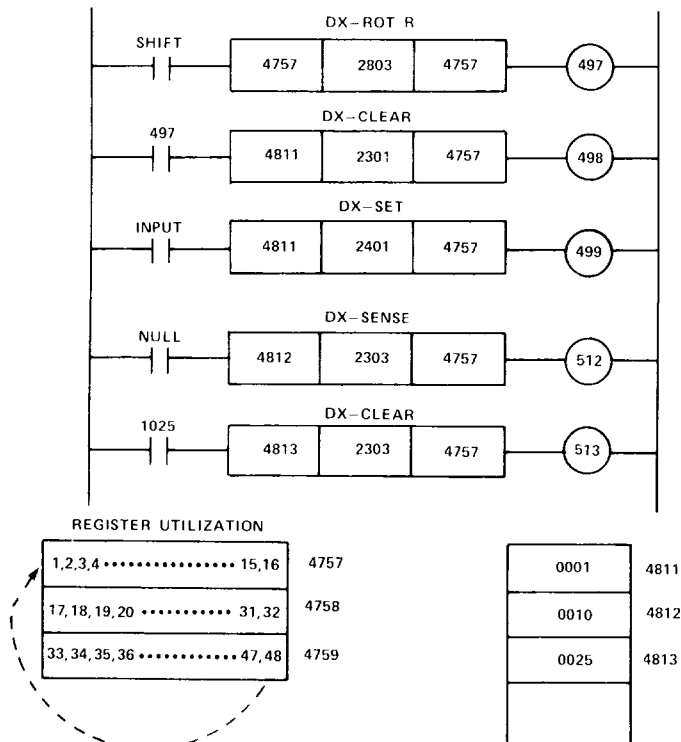 DX-ROT R
SHIFT
4757 2803 4757 497
DX-CLEAR
497
4811 2301 4757 498
DX-SET
INPUT
4811 2401 4757 499
DX-SENSE
NULL
4812 2303 4757 512
DX-CLEAR
1025
4813 2303 4757 513
REGISTER UTILIZATION
1,2,3,4 •••••••••••••••• 15,16 4757
17,18,19,20 ••••••••••••• 31,32 4758
33,34,35,36 ••••••••••••• 47,48 4759
0001 4811
0010 4812
0025 4813